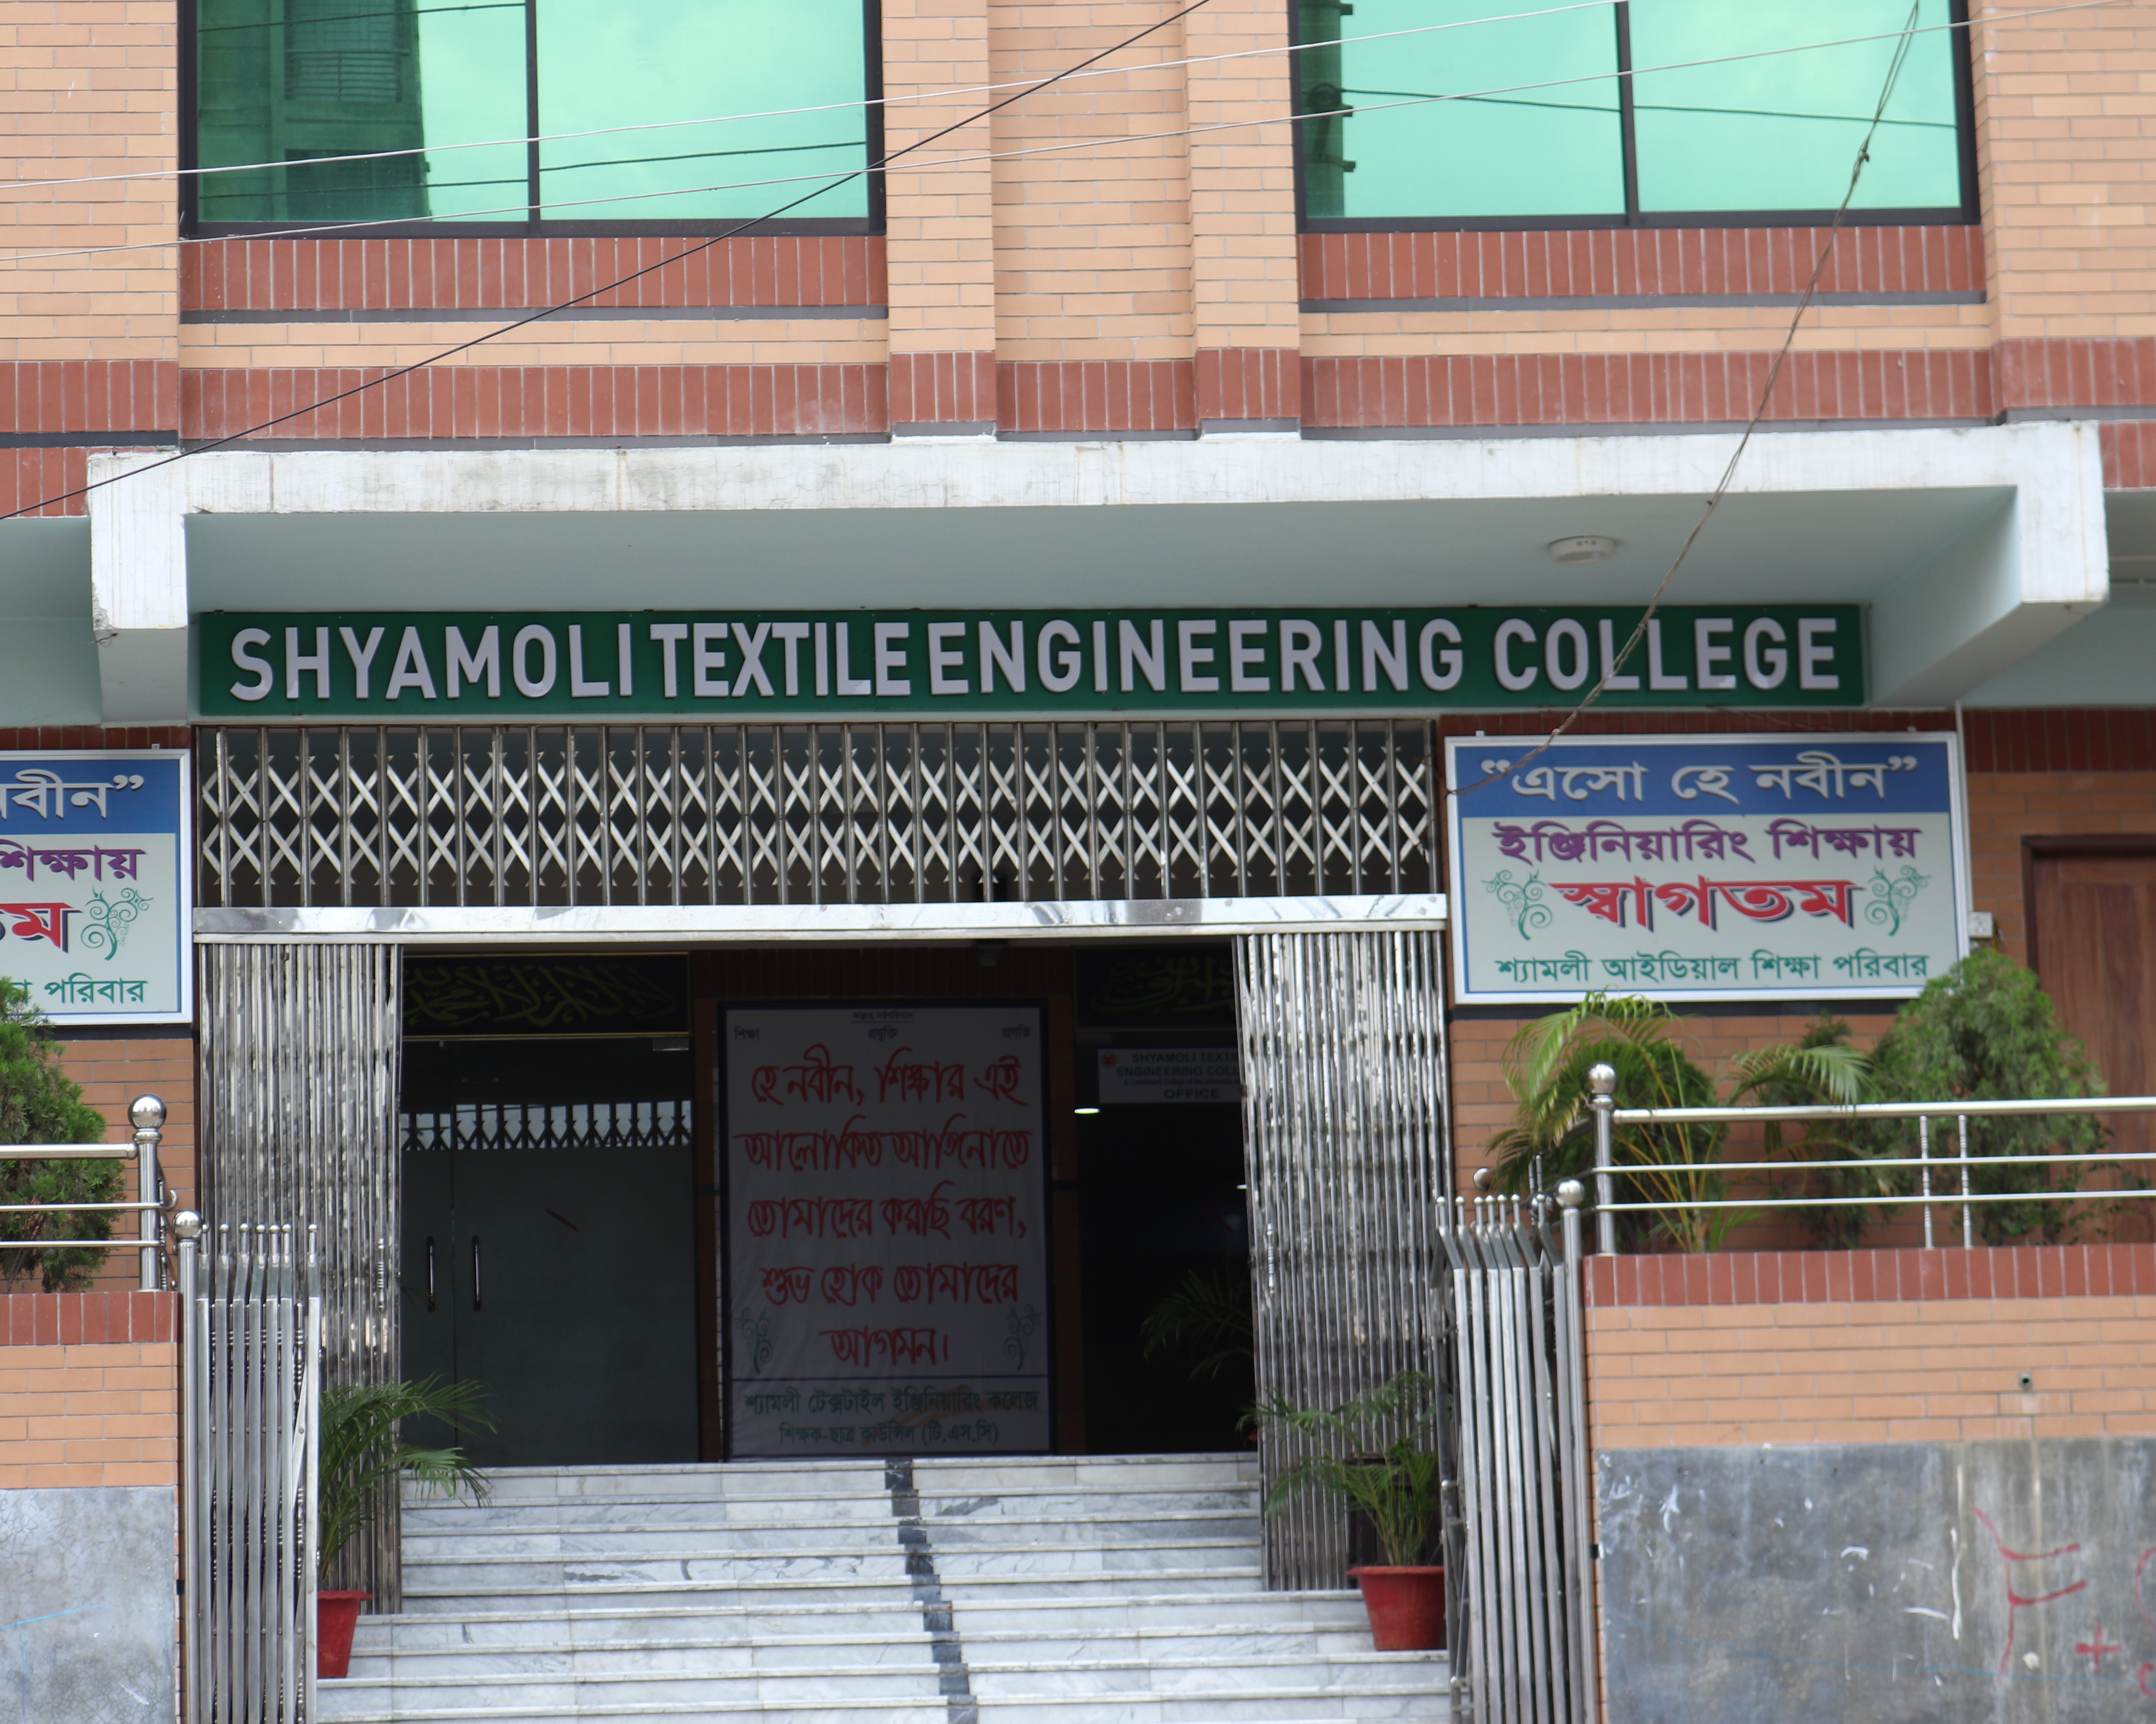 SHYAMOLI TEXTILE ENGINEERING COLLEGE
নবীন”
শিক্ষায়
পরিবার
“এসো হে নবীন”
ইঞ্জিনিয়ারিং শিক্ষায়
স্বাগতম
শ্যামলী আইডিয়াল শিক্ষা পরিবার
শিক্ষা প্রযুক্তি প্রগতি
হে নবীন, শিক্ষার এই
আলোকিত আঙ্গিনাতে
তোমাদের করছি বরণ,
শুভ হোক তোমাদের
আগমন।
শ্যামলী টেক্সটাইল ইঞ্জিনিয়ারিং কলেজ
শিক্ষক-ছাত্র কাউন্সিল (টি.এস.সি)
SHYAMOLI TEXTI
ENGINEERING COLL
OFFICE